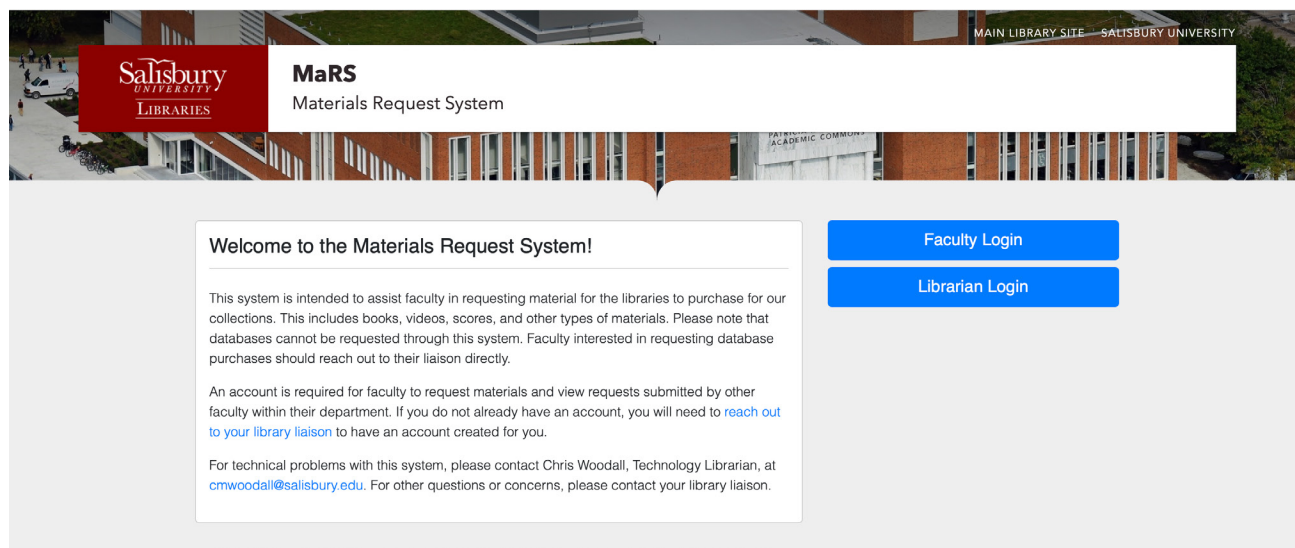 MAIN LIBRARY SITE SALISBURY UNIVERSITY
Salisbury
UNIVERSITY
LIBRARIES
MaRS
Materials Request System
ACADEMIC COMMONS
Welcome to the Materials Request System!
This system is intended to assist faculty in requesting material for the libraries to purchase for our
collections. This includes books, videos, scores, and other types of materials. Please note that
databases cannot be requested through this system. Faculty interested in requesting database
purchases should reach out to their liaison directly.
An account is required for faculty to request materials and view requests submitted by other
faculty within their department. If you do not already have an account, you will need to reach out
to your library liaison to have an account created for you.
For technical problems with this system, please contact Chris Woodall, Technology Librarian, at
cmwoodall@salisbury.edu. For other questions or concerns, please contact your library liaison.
Faculty Login
Librarian Login